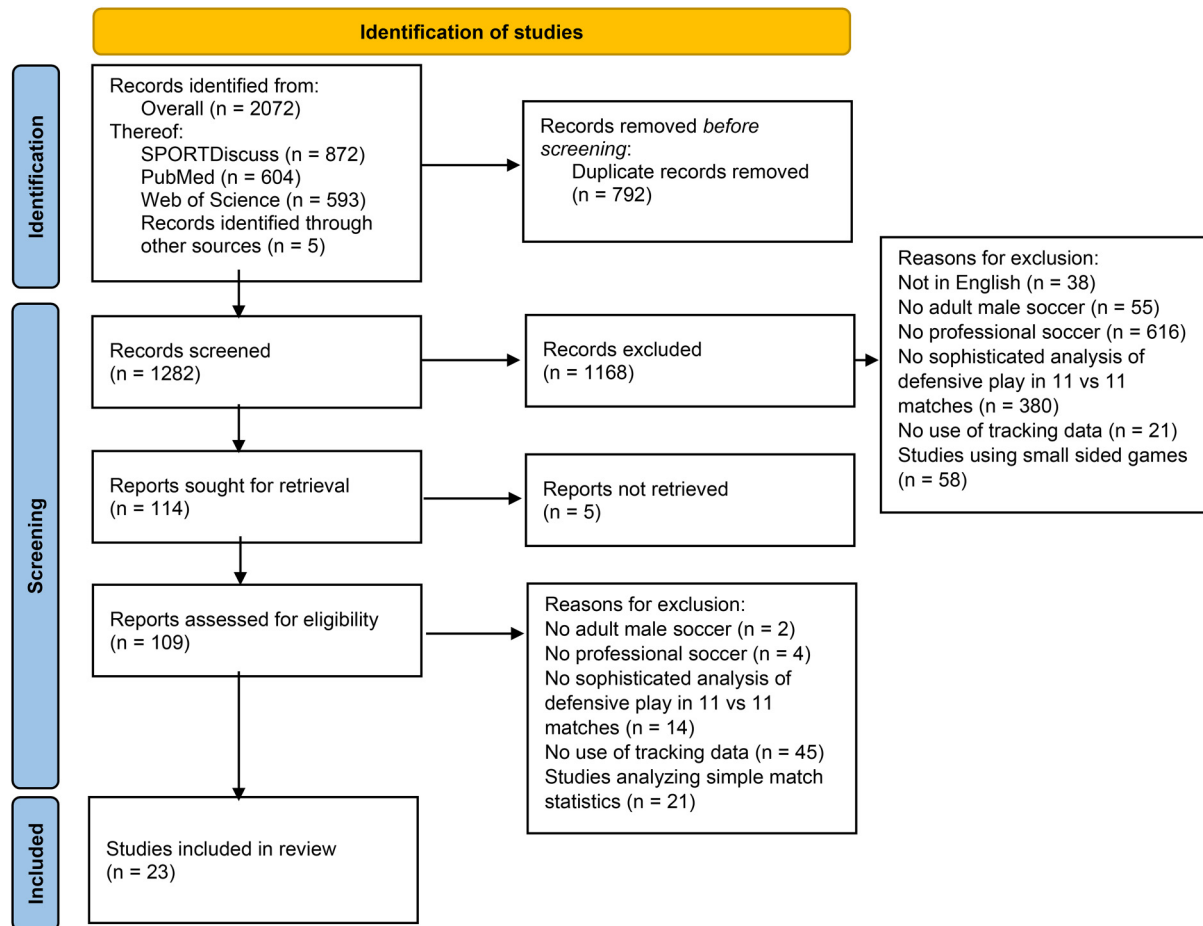 Identification of studies
Identification
Records identified from:
Overall (n = 2072)
Thereof:
SPORTDiscuss (n = 872)
PubMed (n = 604)
Web of Science (n = 593)
Records identified through
other sources (n = 5)
Records removed before
screening:
Duplicate records removed
(n = 792)
Screening
Records screened
(n = 1282)
Records excluded
(n = 1168)
Reasons for exclusion:
Not in English (n = 38)
No adult male soccer (n = 55)
No professional soccer (n = 616)
No sophisticated analysis of
defensive play in 11 vs 11
matches (n = 380)
No use of tracking data (n = 21)
Studies using small sided games
(n = 58)
Reports sought for retrieval
(n = 114)
Reports not retrieved
(n = 5)
Reports assessed for eligibility
(n = 109)
Reasons for exclusion:
No adult male soccer (n = 2)
No professional soccer (n = 4)
No sophisticated analysis of
defensive play in 11 vs 11
matches (n = 14)
No use of tracking data (n = 45)
Studies analyzing simple match
statistics (n = 21)
Included
Studies included in review
(n = 23)